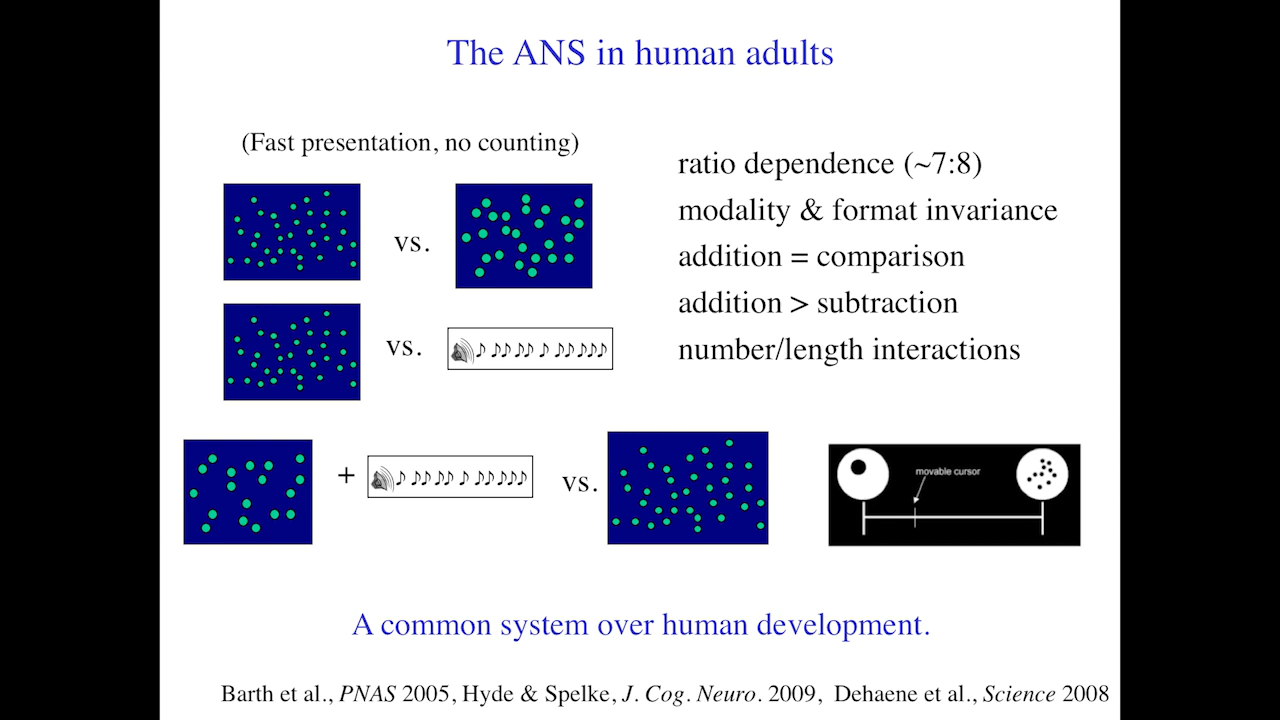 The ANS in human adults
(Fast presentation, no counting)
vs.
vs.
+
vs.
ratio dependence (~7:8)
modality & format invariance
addition = comparison
addition > subtraction
number/length interactions
movable cursor
A common system over human development.
Barth et al., PNAS 2005, Hyde & Spelke, J. Cog. Neuro. 2009, Dehaene et al., Science 2008